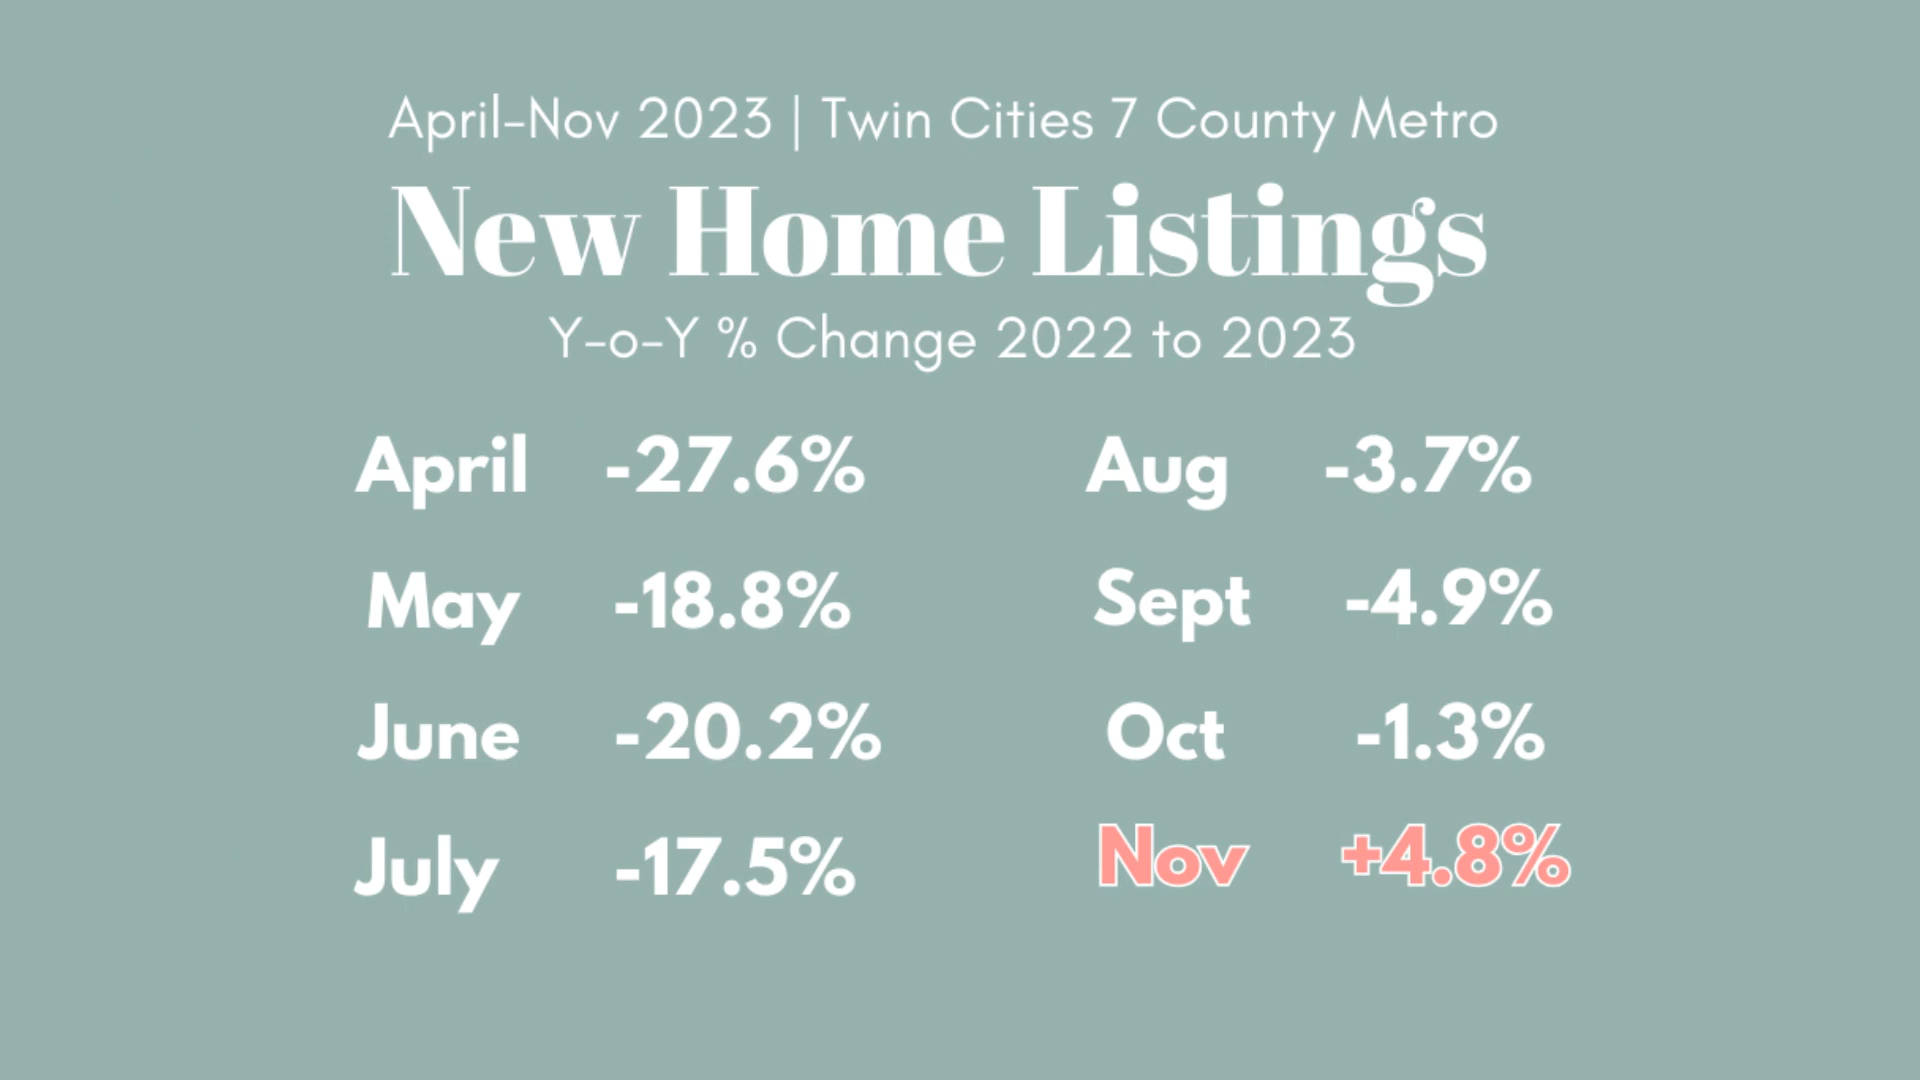 April-Nov 2023 | Twin Cities 7 County Metro
New Home Listings
Y-o-Y % Change 2022 to 2023
April -27.6%
May -18.8%
June -20.2%
July -17.5%
Aug -3.7%
Sept -4.9%
Oct -1.3%
Nov +4.8%